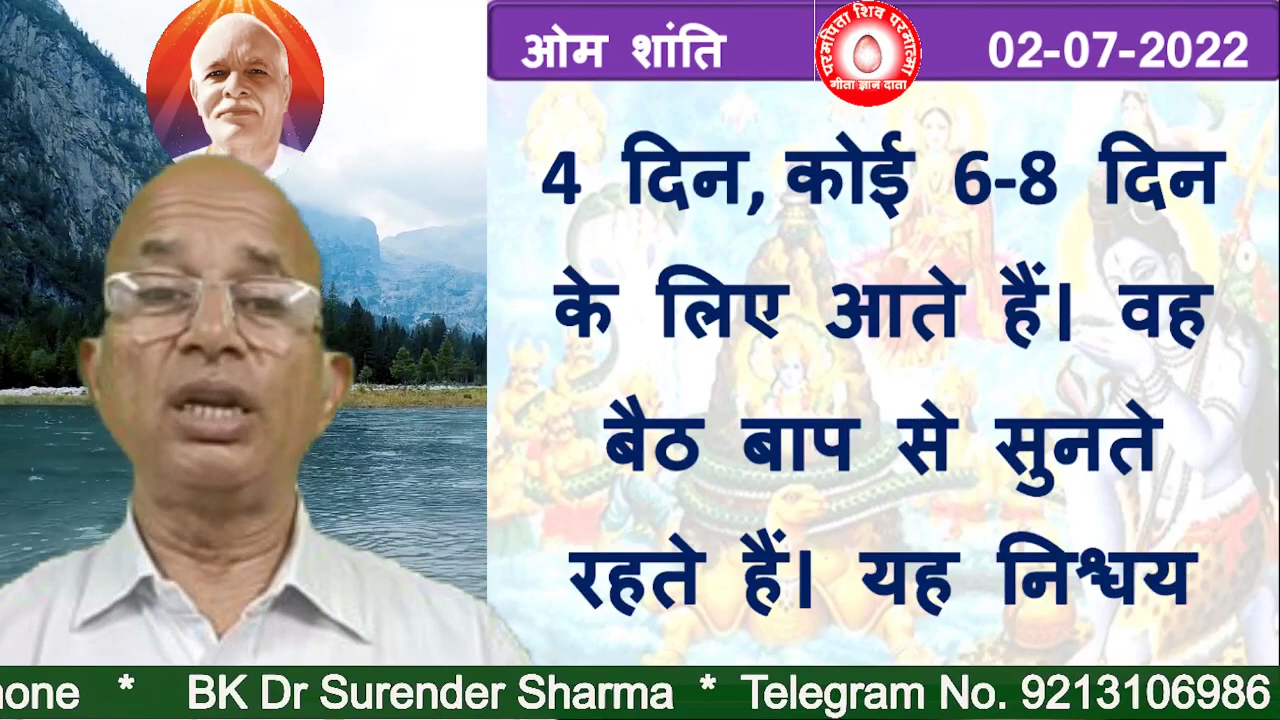 ओम शांति
परमपिता शिव परमात्मा
गीता ज्ञान दाता
02-07-2022
4 दिन, कोई 6-8 दिन
के लिए आते हैं। वह
बैठ बाप से सुनते
रहते हैं। यह निश्चय
hone * BK Dr Surender Sharma * Telegram No. 9213106986